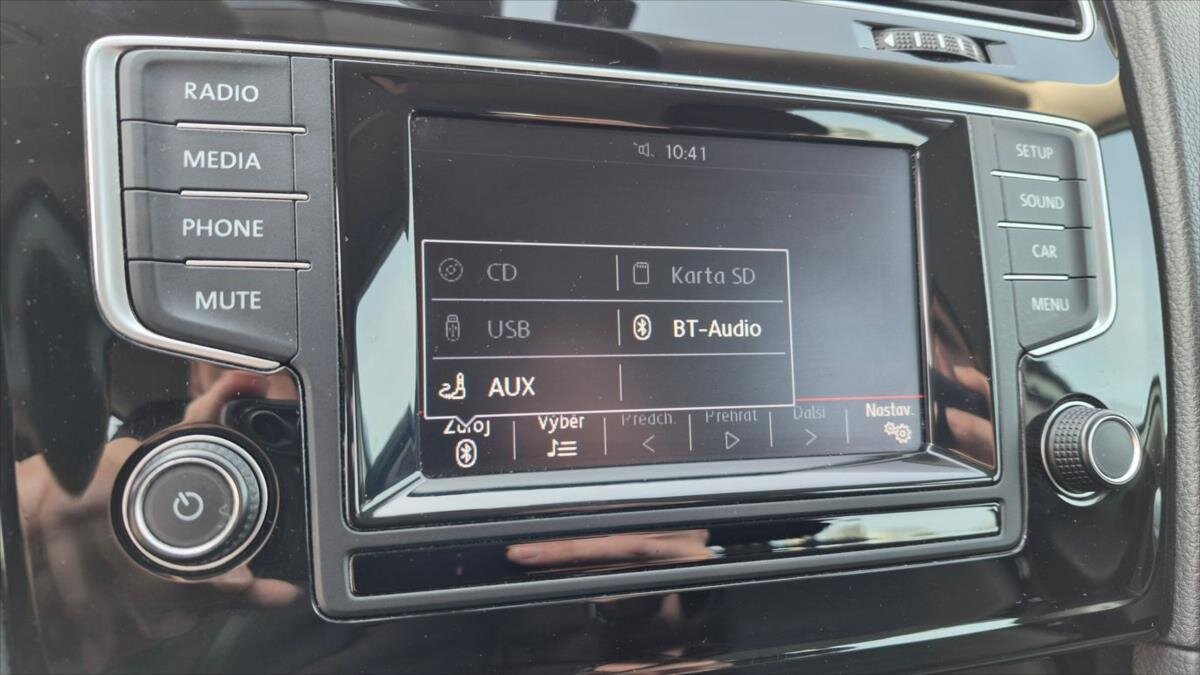 RADIO
MEDIA
PHONE
MUTE
10:41
CD
Karta SD
USB
BT-Audio
AUX
Zdroj
Výběr
Předch.
Přehrát
Další
Nastav.
SETUP
SOUND
CAR
MENU